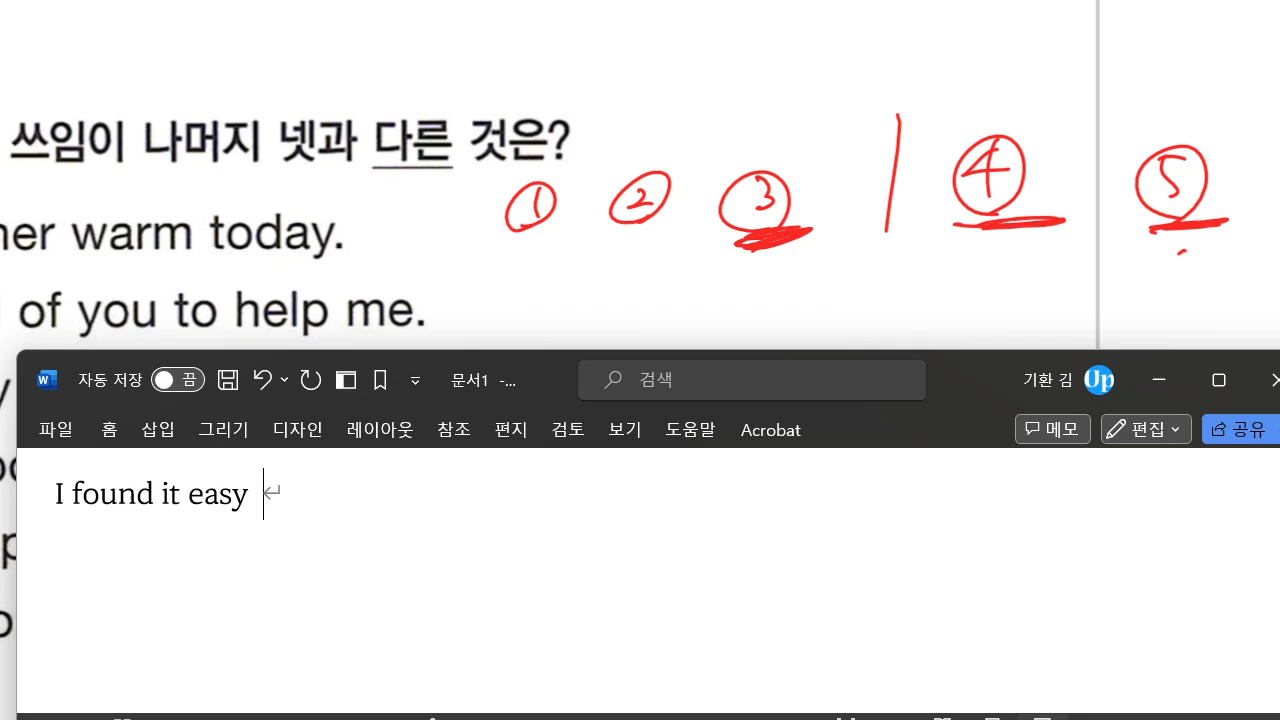 쓰임이 나머지 넷과 다른 것은?
① ② ③ | ④ ⑤
warm today.
of you to help me.
자동 저장 끔 문서1 -... 검색 기환 김 Up
파일 홈 삽입 그리기 디자인 레이아웃 참조 편지 검토 보기 도움말 Acrobat 메모 편집 공유
I found it easy